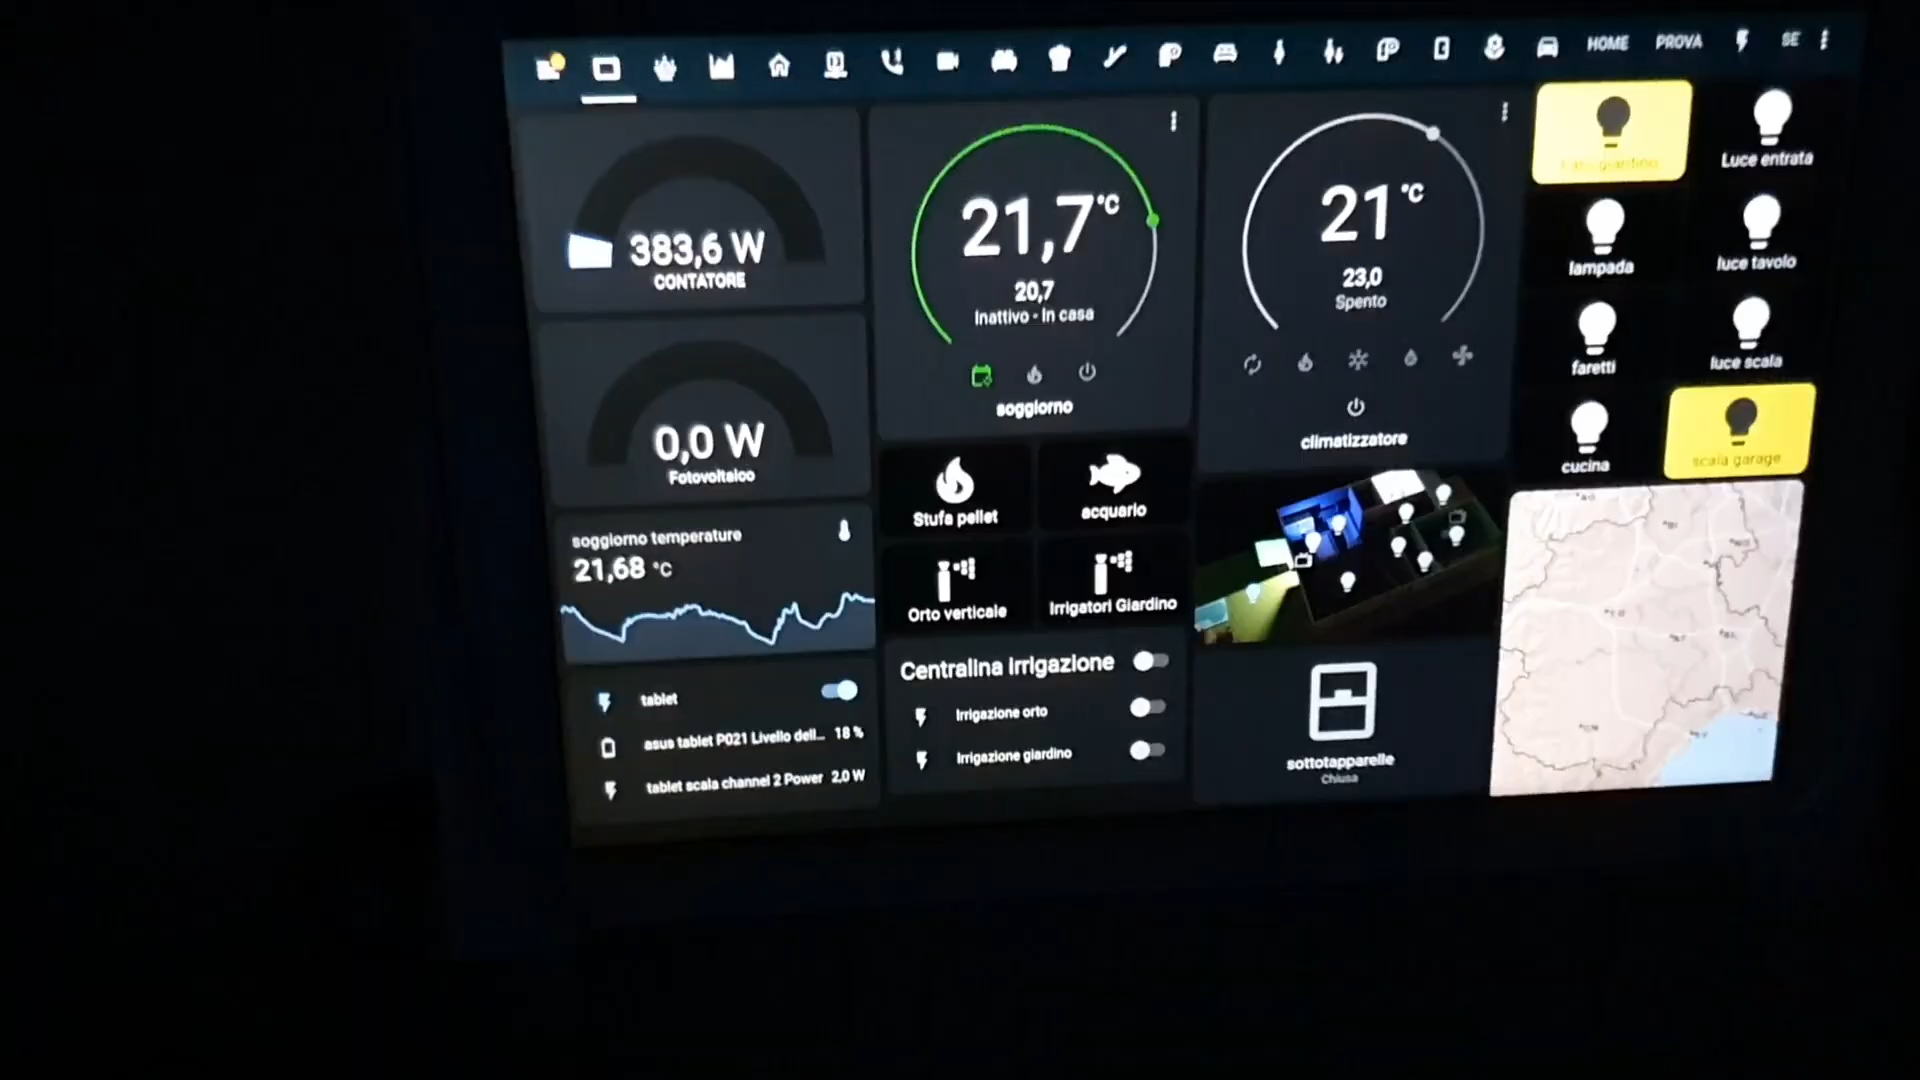 HOME PROVA SE
383,6 W
CONTATORE
0,0 W
Fotovoltaico
soggiorno temperature
21,68 °C
tablet
asus tablet P021 Livello dell... 18 %
tablet scala channel 2 Power 2,0 W
21,7 °C
20,7
Inattivo - In casa
soggiorno
Stufa pellet
acquario
Orto verticale
Irrigatori Giardino
Centralina Irrigazione
Irrigazione orto
Irrigazione giardino
21 °C
23,0
Spento
climatizzatore
sottotapparelle
Chiusa
giardino
Luce entrata
lampada
luce tavolo
faretti
luce scala
cucina
scala garage